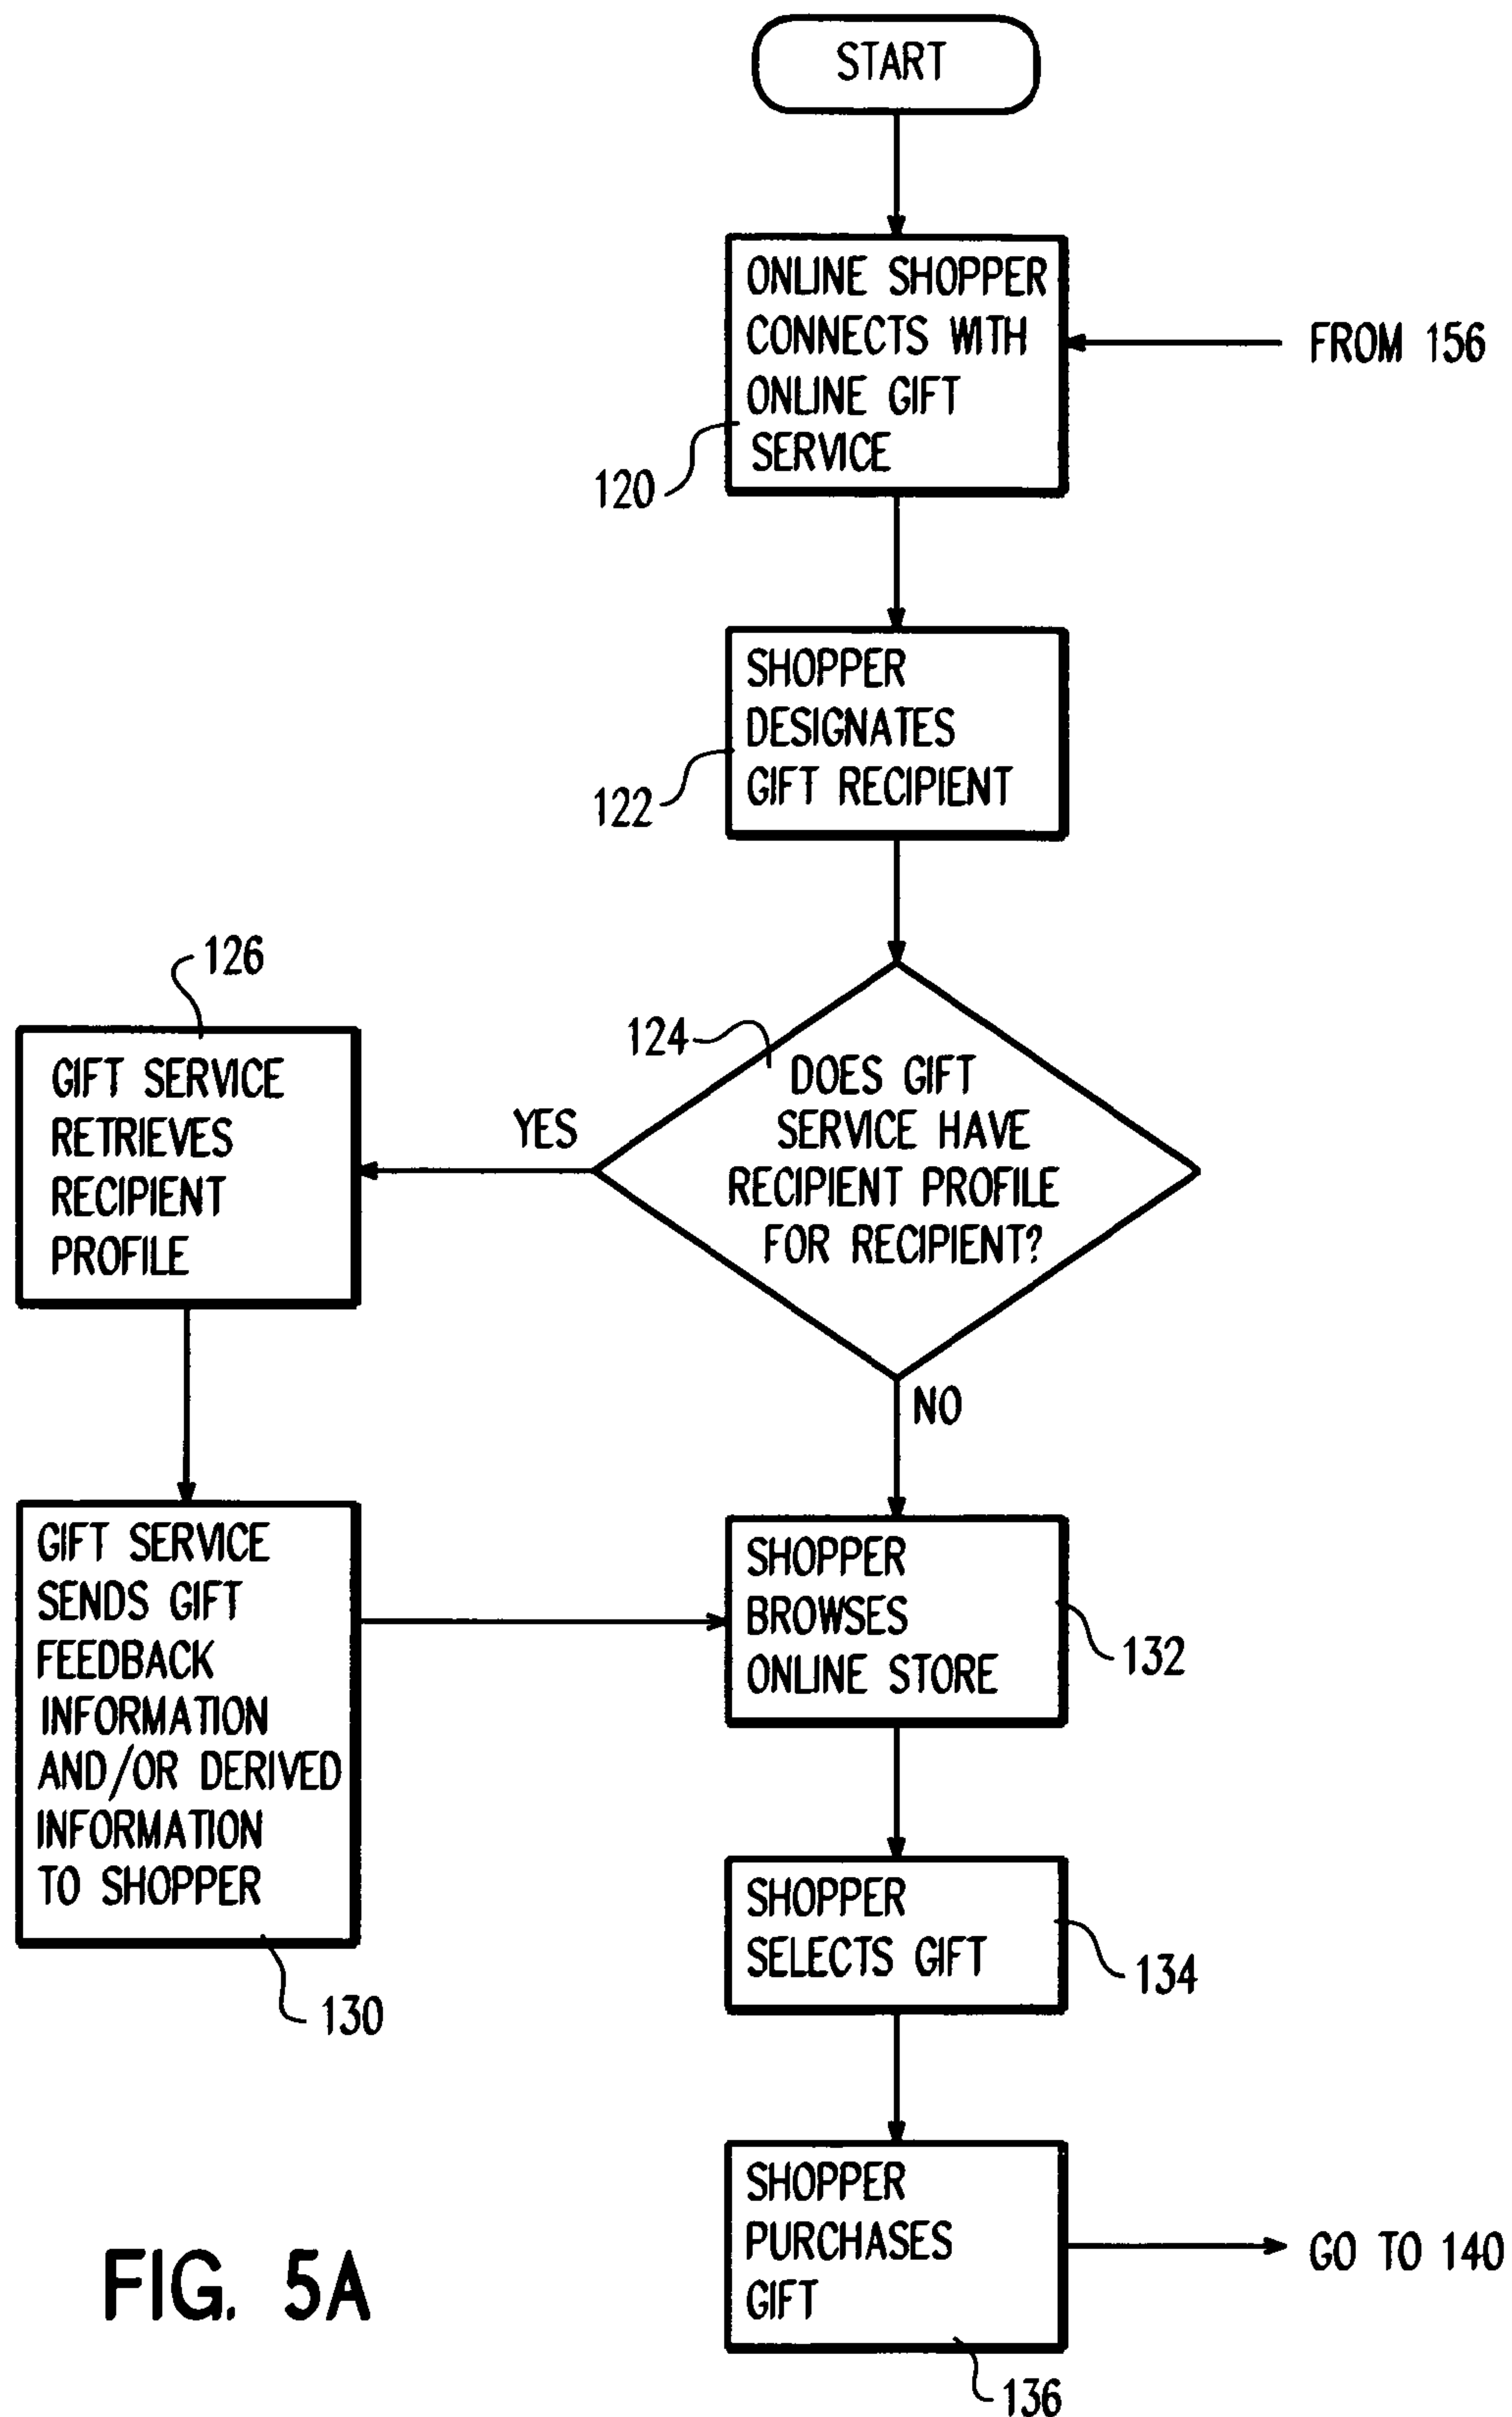 START
ONLINE SHOPPER
CONNECTS WITH
ONLINE GIFT
SERVICE
FROM 156
120
SHOPPER
DESIGNATES
GIFT RECIPIENT
122
124
DOES GIFT
SERVICE HAVE
RECIPIENT PROFILE
FOR RECIPIENT?
YES
NO
126
GIFT SERVICE
RETRIEVES
RECIPIENT
PROFILE
GIFT SERVICE
SENDS GIFT
FEEDBACK
INFORMATION
AND/OR DERIVED
INFORMATION
TO SHOPPER
130
SHOPPER
BROWSES
ONLINE STORE
132
SHOPPER
SELECTS GIFT
134
SHOPPER
PURCHASES
GIFT
136
GO TO 140
FIG. 5A